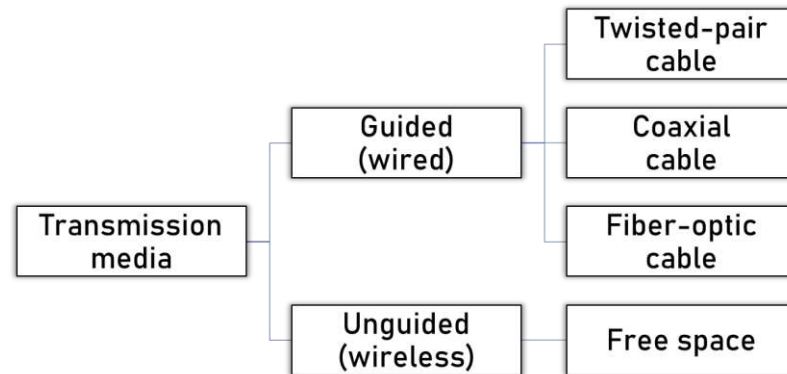 Transmission
media
Guided
(wired)
Twisted-pair
cable
Coaxial
cable
Fiber-optic
cable
Unguided
(wireless)
Free space